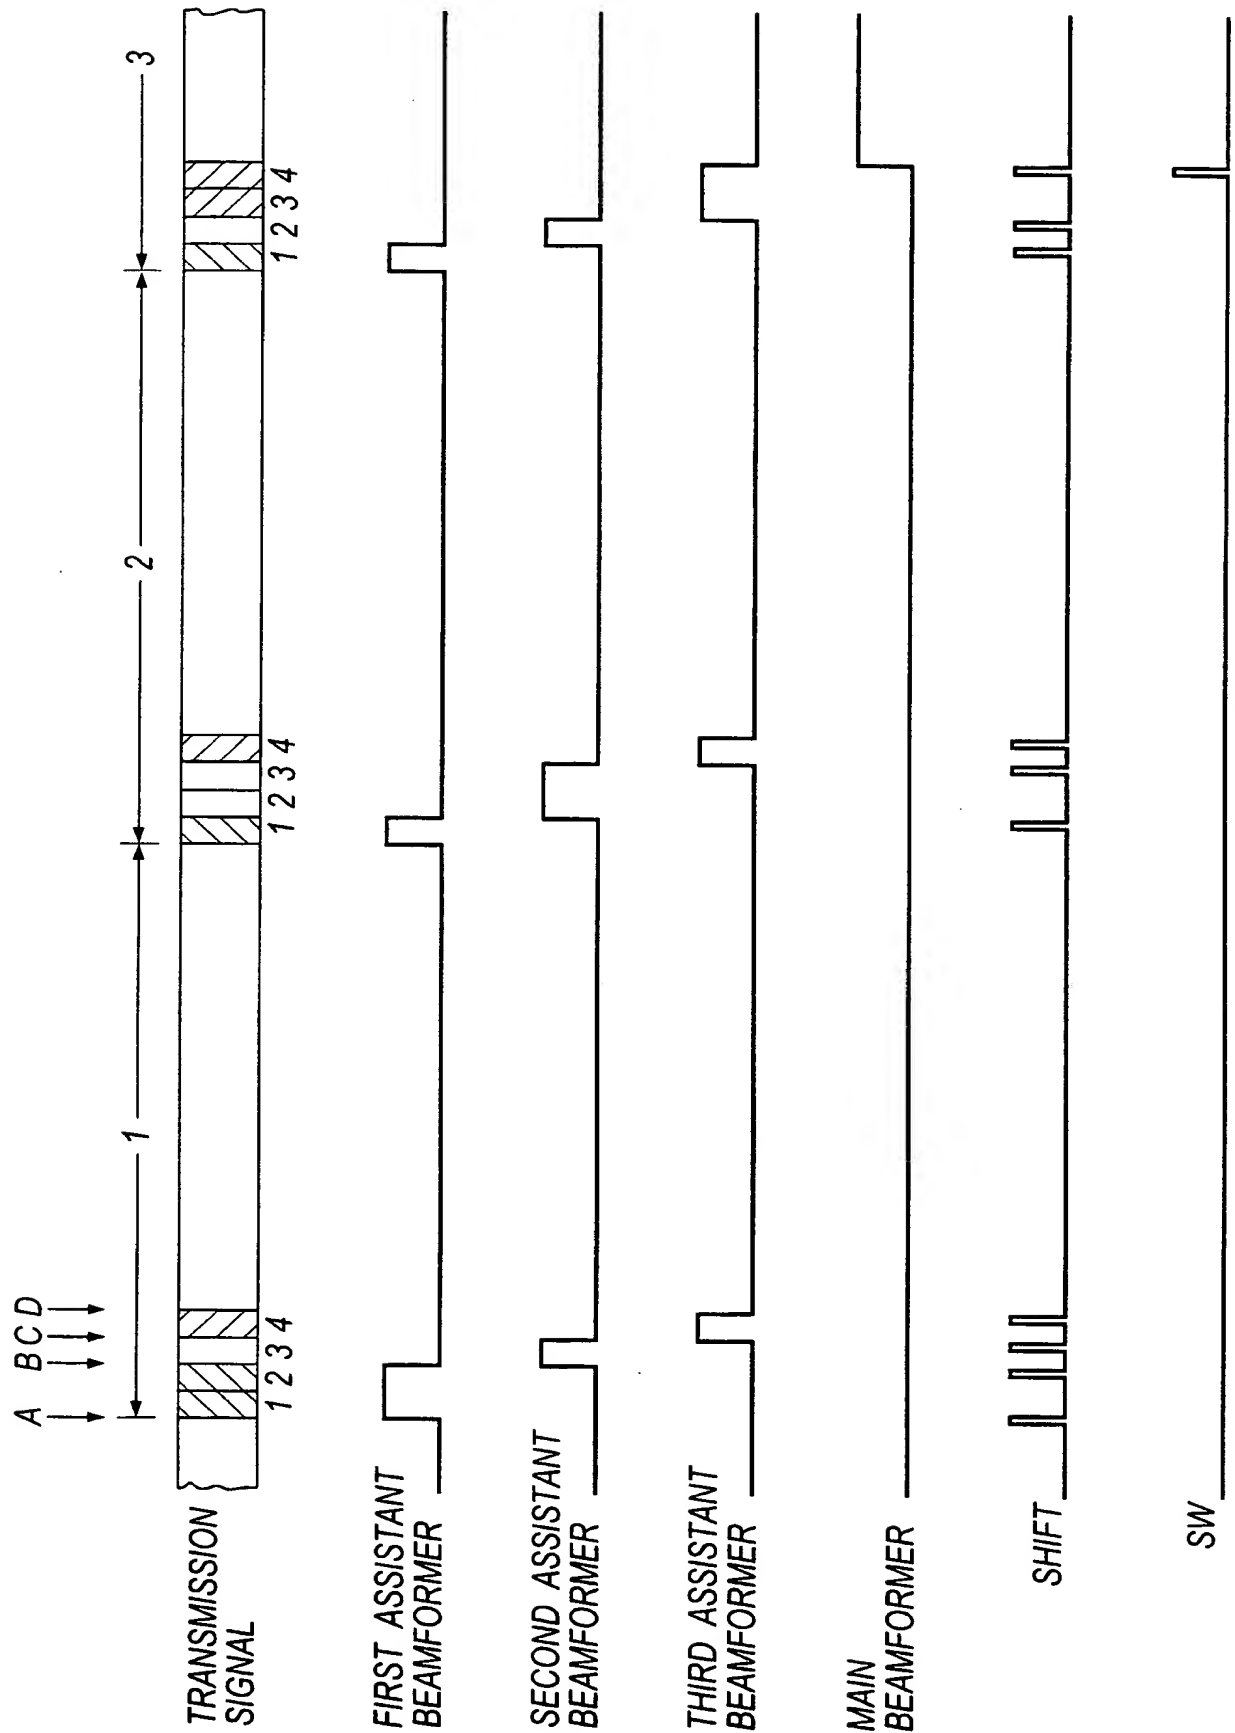 A B C D
1 2 3
TRANSMISSION
SIGNAL
1 2 3 4 1 2 3 4 1 2 3 4
FIRST ASSISTANT
BEAMFORMER
SECOND ASSISTANT
BEAMFORMER
THIRD ASSISTANT
BEAMFORMER
MAIN
BEAMFORMER
SHIFT
SW